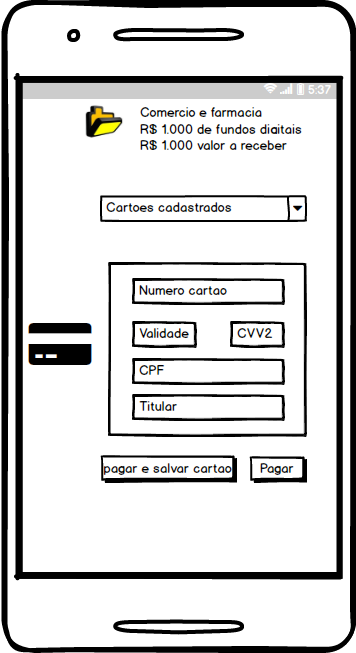 5:37
Comercio e farmacia
R$ 1.000 de fundos digitais
R$ 1.000 valor a receber
Cartoes cadastrados
Numero cartao
Validade
CVV2
CPF
Titular
pagar e salvar cartao
Pagar